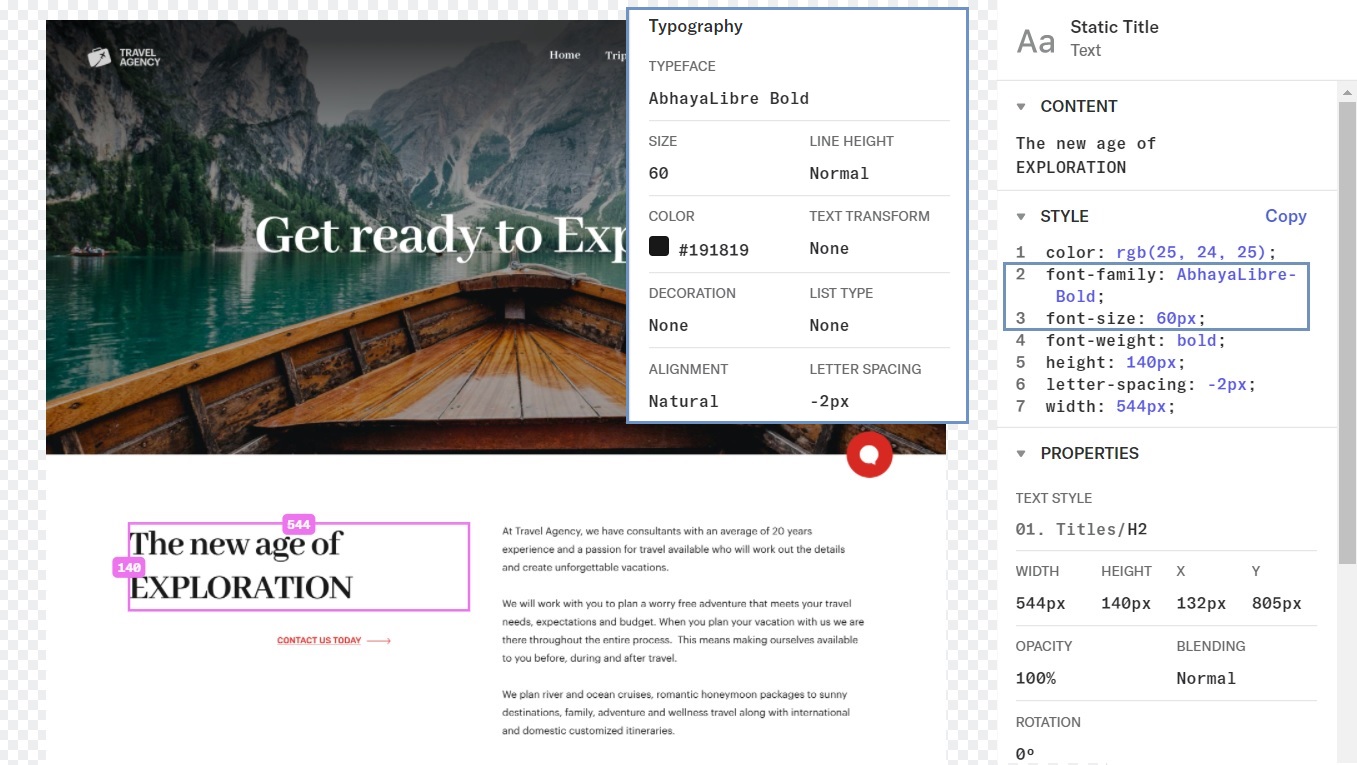 TRAVEL
AGENCY
Home
Trip
Get ready to Exp
Typography
TYPEFACE
AbhayaLibre Bold
SIZE
LINE HEIGHT
60
Normal
COLOR
TEXT TRANSFORM
#191819
None
DECORATION
LIST TYPE
None
None
ALIGNMENT
LETTER SPACING
Natural
-2px
544
140
The new age of
EXPLORATION
CONTACT US TODAY
At Travel Agency, we have consultants with an average of 20 years
experience and a passion for travel available who will work out the details
and create unforgettable vacations.
We will work with you to plan a worry free adventure that meets your travel
needs, expectations and budget. When you plan your vacation with us we are
there throughout the entire process.  This means making ourselves available
to you before, during and after travel.
We plan river and ocean cruises, romantic honeymoon packages to sunny
destinations, family, adventure and wellness travel along with international
and domestic customized itineraries.
Aa
Static Title
Text
CONTENT
The new age of
EXPLORATION
STYLE
Copy
1 color: rgb(25, 24, 25);
2 font-family: AbhayaLibre-
Bold;
3 font-size: 60px;
4 font-weight: bold;
5 height: 140px;
6 letter-spacing: -2px;
7 width: 544px;
PROPERTIES
TEXT STYLE
01. Titles/H2
WIDTH HEIGHT X Y
544px 140px 132px 805px
OPACITY BLENDING
100% Normal
ROTATION
0º